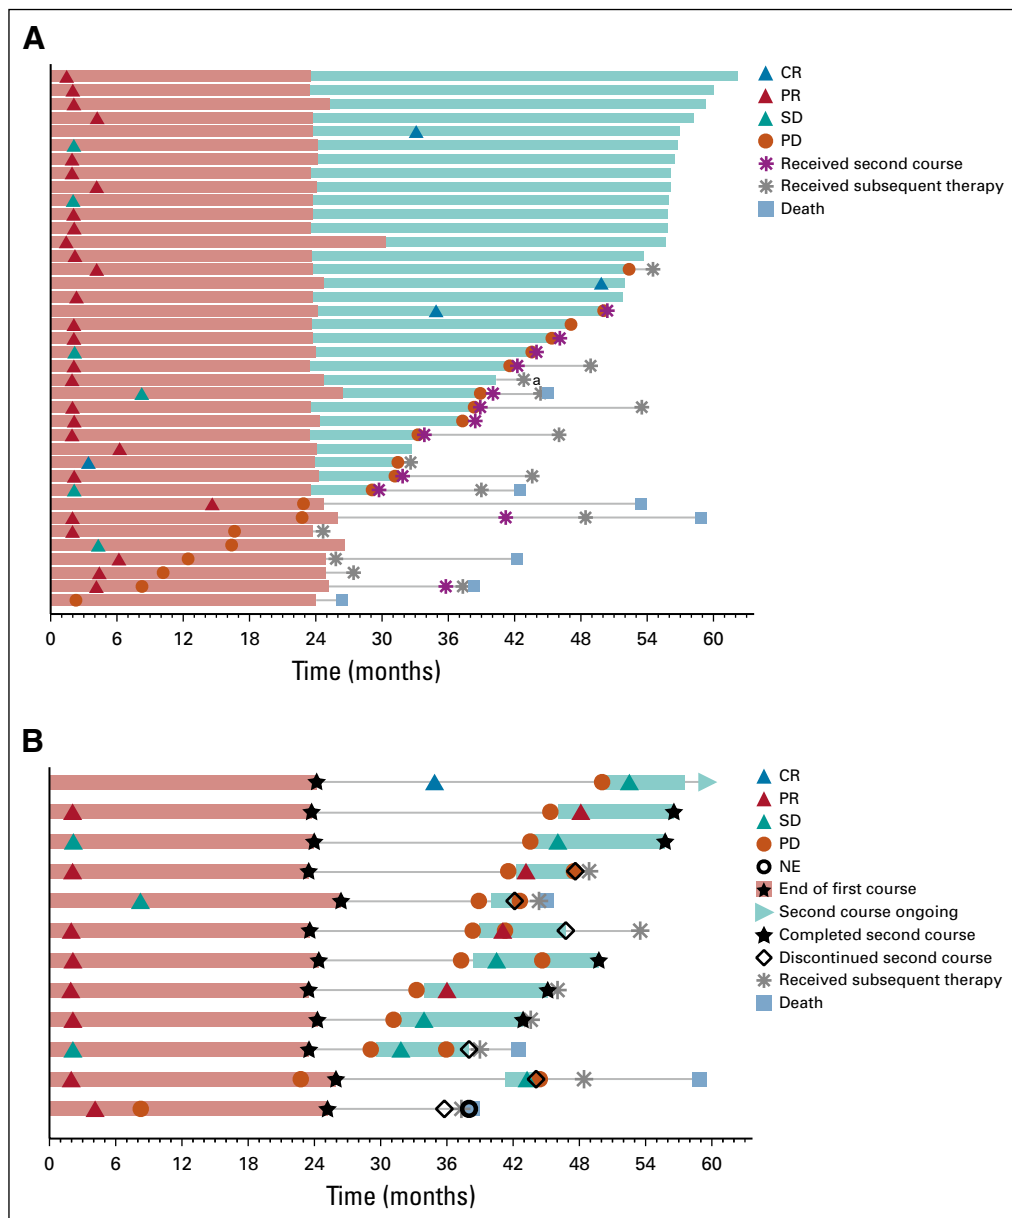 A
CR
PR
SD
PD
Received second course
Received subsequent therapy
Death
a
0 6 12 18 24 30 36 42 48 54 60
Time (months)
B
CR
PR
SD
PD
NE
End of first course
Second course ongoing
Completed second course
Discontinued second course
Received subsequent therapy
Death
0 6 12 18 24 30 36 42 48 54 60
Time (months)